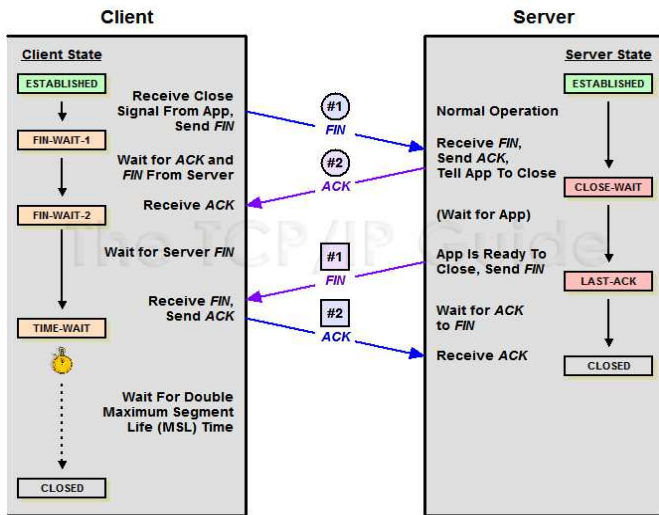 Client
Server
Client State
Server State
ESTABLISHED
ESTABLISHED
Receive Close
Signal From App,
Send FIN
#1
FIN
Normal Operation
FIN-WAIT-1
Receive FIN,
Send ACK,
Tell App To Close
Wait for ACK and
FIN From Server
#2
ACK
CLOSE-WAIT
FIN-WAIT-2
Receive ACK
(Wait for App)
The TCP/IP Guide
Wait for Server FIN
#1
FIN
App Is Ready To
Close, Send FIN
LAST-ACK
Receive FIN,
Send ACK
#2
ACK
Wait for ACK
to FIN
TIME-WAIT
Receive ACK
CLOSED
Wait For Double
Maximum Segment
Life (MSL) Time
CLOSED